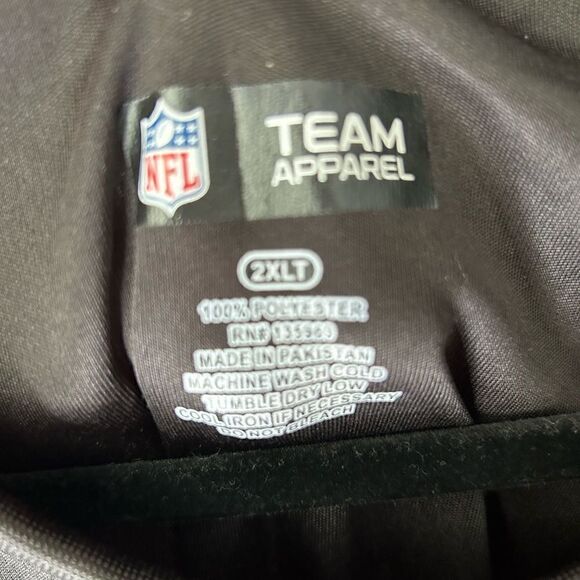 NFL
TEAM
APPAREL
2XLT
100% POLYESTER
RN# 135989
MADE IN PAKISTAN
MACHINE WASH COLD
TUMBLE DRY LOW
COOL IRON IF NECESSARY
DO NOT BLEACH